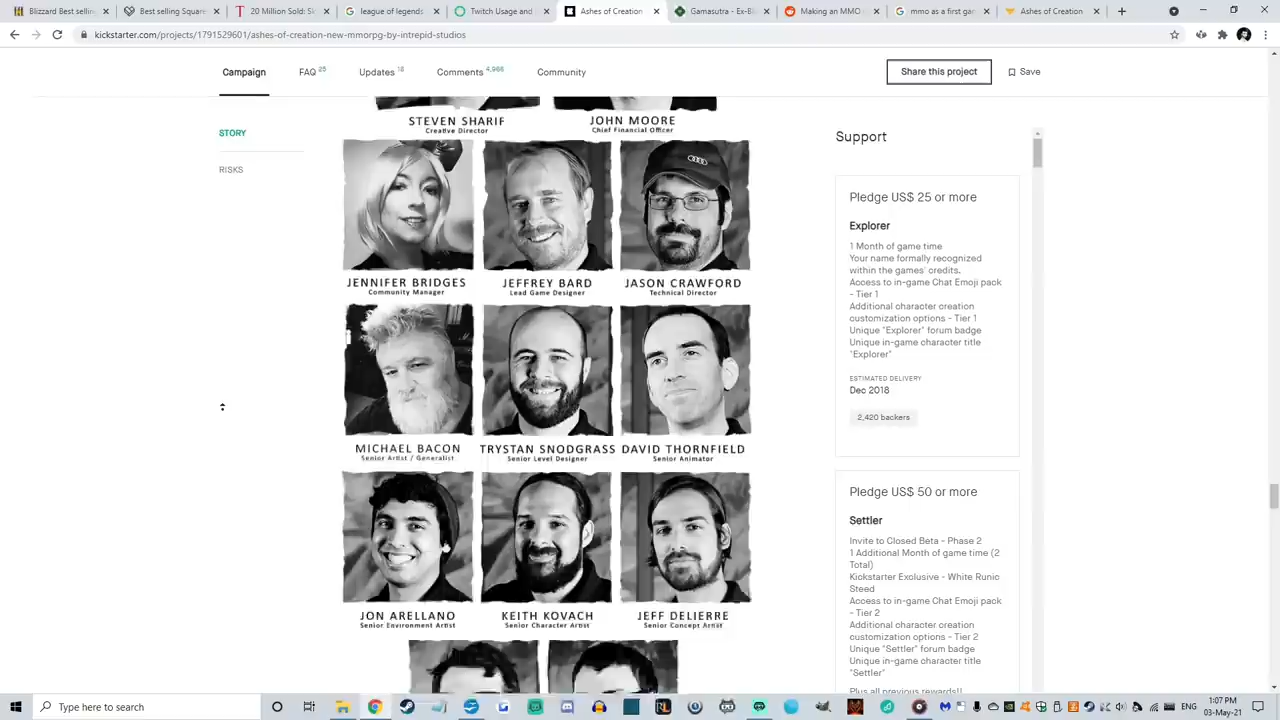 Blizzard Best selling
Best selling Square
20 Million Sold: S
list of league of legends
Twitch Usage and
Ashes of Creation
Gamasutra - Ex-Bli
Making an MMO
mmo as a first gam
Ashes of Creation
kickstarter.com/projects/1791529601/ashes-of-creation-new-mmorpg-by-intrepid-studios
Campaign
FAQ 25
Updates 18
Comments 4,966
Community
Share this project
Save
STORY
RISKS
STEVEN SHARIF
Creative Director
JOHN MOORE
Chief Financial Officer
JENNIFER BRIDGES
Community Manager
JEFFREY BARD
Lead Game Designer
JASON CRAWFORD
Technical Director
MICHAEL BACON
Senior Artist / Generalist
TRYSTAN SNODGRASS
Senior Level Designer
DAVID THORNFIELD
Senior Animator
JON ARELLANO
Senior Environment Artist
KEITH KOVACH
Senior Character Artist
JEFF DELIERRE
Senior Concept Artist
Support
Pledge US$ 25 or more
Explorer
1 Month of game time
Your name formally recognized
within the games' credits.
Access to in-game Chat Emoji pack
- Tier 1
Additional character creation
customization options - Tier 1
Unique "Explorer" forum badge
Unique in-game character title
"Explorer"
ESTIMATED DELIVERY
Dec 2018
2,420 backers
Pledge US$ 50 or more
Settler
Invite to Closed Beta - Phase 2
1 Additional Month of game time (2
Total)
Kickstarter Exclusive - White Runic
Steed
Access to in-game Chat Emoji pack
- Tier 2
Additional character creation
customization options - Tier 2
Unique "Settler" forum badge
Unique in-game character title
"Settler"
Plus all previous rewards!!
Type here to search
ENG
1:07 PM
03-May-21